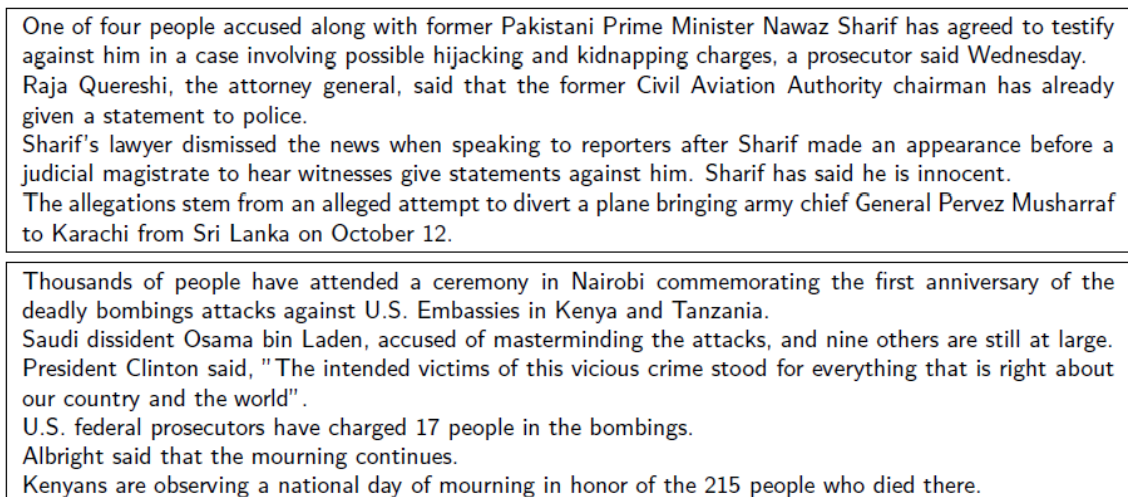 One of four people accused along with former Pakistani Prime Minister Nawaz Sharif has agreed to testify
against him in a case involving possible hijacking and kidnapping charges, a prosecutor said Wednesday.
Raja Quereshi, the attorney general, said that the former Civil Aviation Authority chairman has already
given a statement to police.
Sharif's lawyer dismissed the news when speaking to reporters after Sharif made an appearance before a
judicial magistrate to hear witnesses give statements against him. Sharif has said he is innocent.
The allegations stem from an alleged attempt to divert a plane bringing army chief General Pervez Musharraf
to Karachi from Sri Lanka on October 12.
Thousands of people have attended a ceremony in Nairobi commemorating the first anniversary of the
deadly bombings attacks against U.S. Embassies in Kenya and Tanzania.
Saudi dissident Osama bin Laden, accused of masterminding the attacks, and nine others are still at large.
President Clinton said, "The intended victims of this vicious crime stood for everything that is right about
our country and the world".
U.S. federal prosecutors have charged 17 people in the bombings.
Albright said that the mourning continues.
Kenyans are observing a national day of mourning in honor of the 215 people who died there.